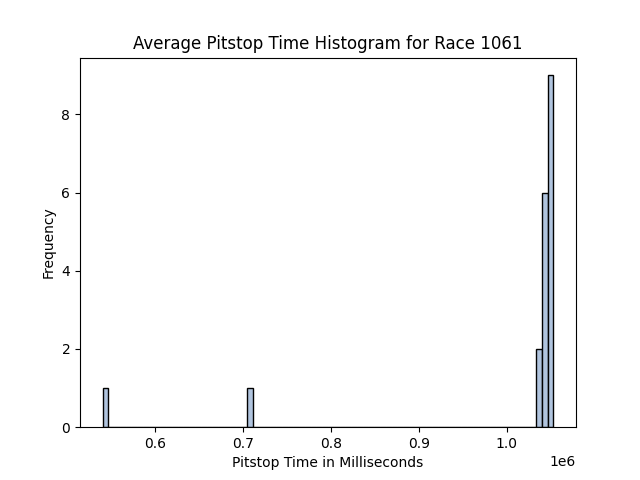 Average Pitstop Time Histogram for Race 1061
8
6
4
2
0
Frequency
0.6 0.7 0.8 0.9 1.0
1e6
Pitstop Time in Milliseconds